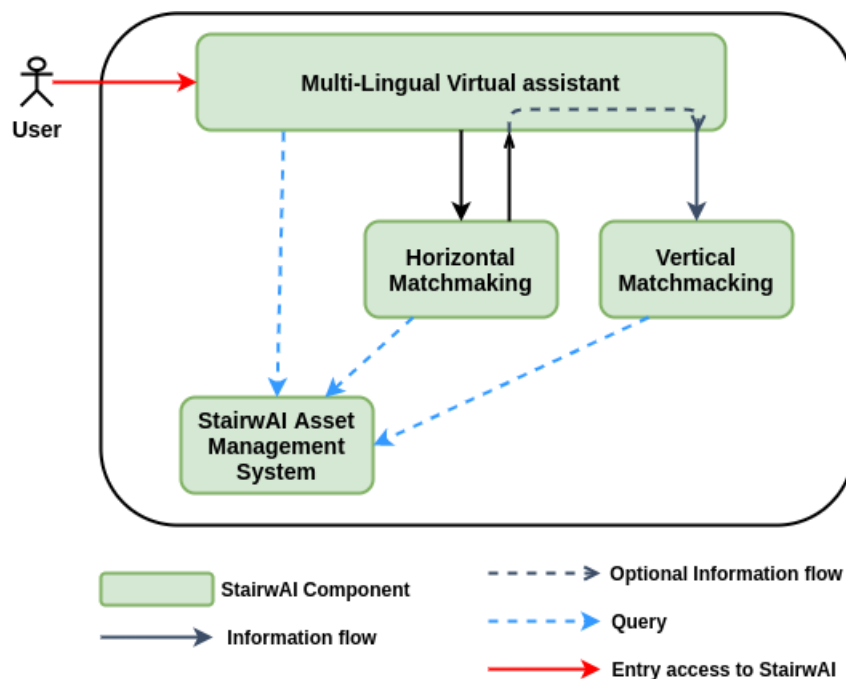 Multi-Lingual Virtual assistant
User
Horizontal
Matchmaking
Vertical
Matchmacking
StairwAI Asset
Management
System
StairwAI Component
Information flow
Optional Information flow
Query
Entry access to StairwAI